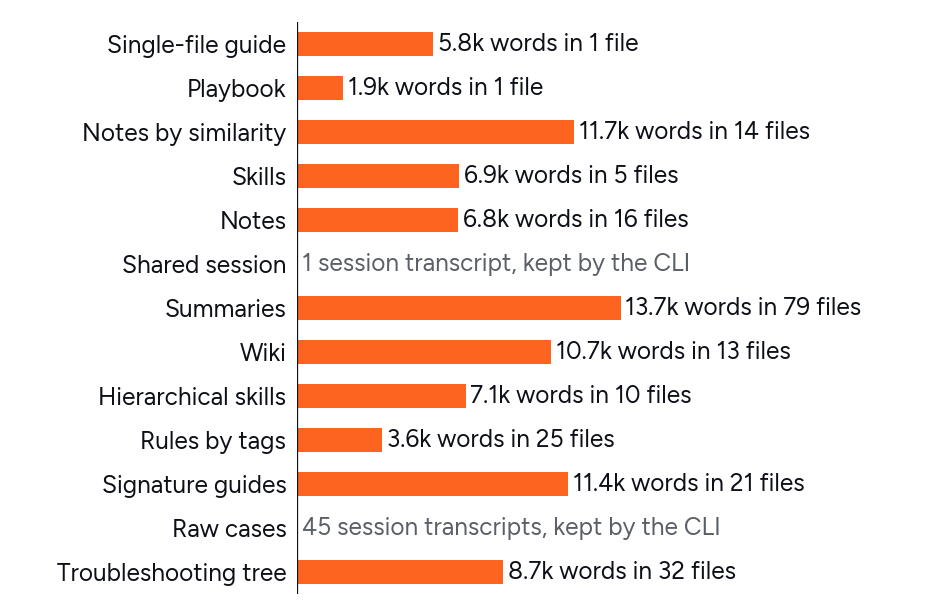 Single-file guide 5.8k words in 1 file
Playbook 1.9k words in 1 file
Notes by similarity 11.7k words in 14 files
Skills 6.9k words in 5 files
Notes 6.8k words in 16 files
Shared session 1 session transcript, kept by the CLI
Summaries 13.7k words in 79 files
Wiki 10.7k words in 13 files
Hierarchical skills 7.1k words in 10 files
Rules by tags 3.6k words in 25 files
Signature guides 11.4k words in 21 files
Raw cases 45 session transcripts, kept by the CLI
Troubleshooting tree 8.7k words in 32 files